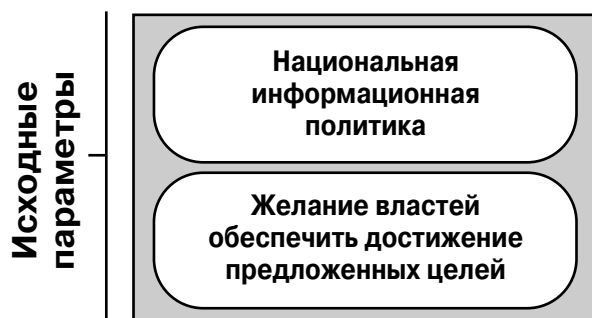 Исходные
параметры
Национальная
информационная
политика
Желание властей
обеспечить достижение
предложенных целей